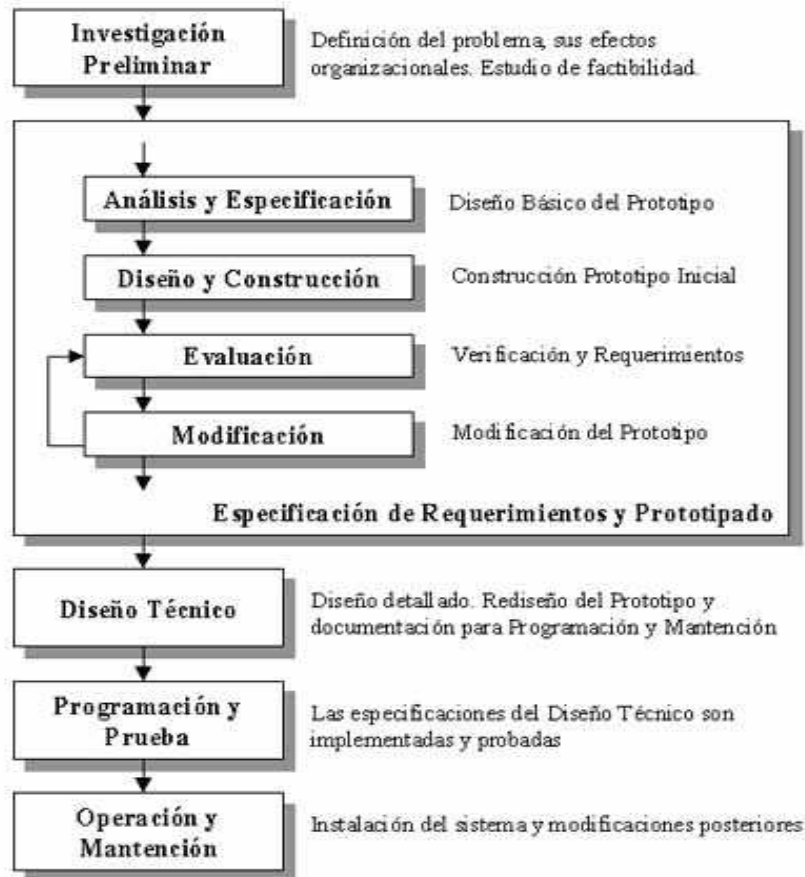 Investigación
Preliminar
Definición del problema, sus efectos
organizacionales. Estudio de factibilidad.
Análisis y Especificación
Diseño Básico del Prototipo
Diseño y Construcción
Construcción Prototipo Inicial
Evaluación
Verificación y Requerimientos
Modificación
Modificación del Prototipo
Especificación de Requerimientos y Prototipado
Diseño Técnico
Diseño detallado. Rediseño del Prototipo y
documentación para Programación y Mantención
Programación y
Prueba
Las especificaciones del Diseño Técnico son
implementadas y probadas
Operación y
Mantención
Instalación del sistema y modificaciones posteriores